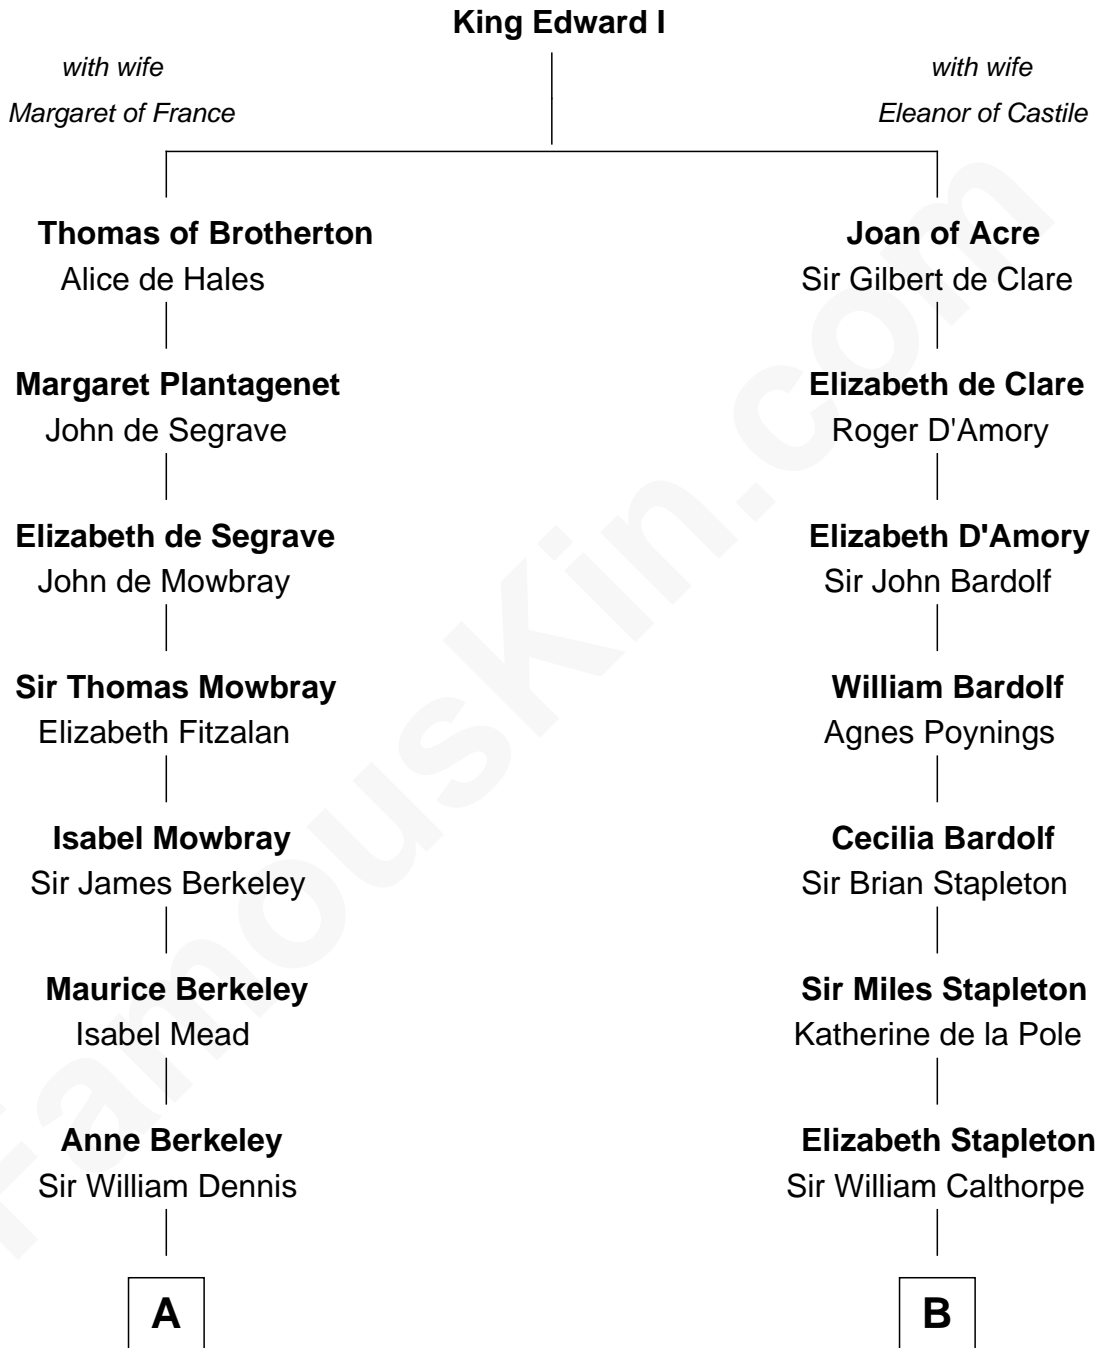 King Edward I
with wife
Margaret of France
with wife
Eleanor of Castile
Thomas of Brotherton
Alice de Hales
Joan of Acre
Sir Gilbert de Clare
Margaret Plantagenet
John de Segrave
Elizabeth de Clare
Roger D'Amory
Elizabeth de Segrave
John de Mowbray
Elizabeth D'Amory
Sir John Bardolf
Sir Thomas Mowbray
Elizabeth Fitzalan
William Bardolf
Agnes Poynings
Isabel Mowbray
Sir James Berkeley
Cecilia Bardolf
Sir Brian Stapleton
Maurice Berkeley
Isabel Mead
Sir Miles Stapleton
Katherine de la Pole
Anne Berkeley
Sir William Dennis
Elizabeth Stapleton
Sir William Calthorpe
A
B
FamousKin.com